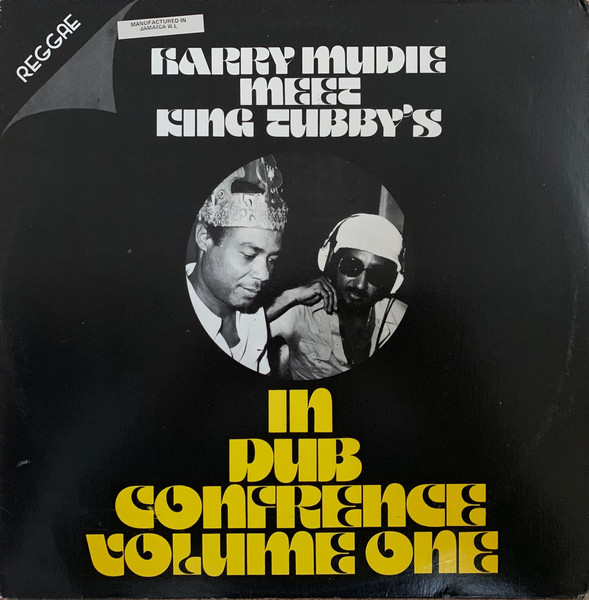 REGGAE
MANUFACTURED IN
JAMAICA W.I.
HARRY MUDIE
MEET
KING TUBBY'S
IN
DUB
CONFRENCE
VOLUME ONE